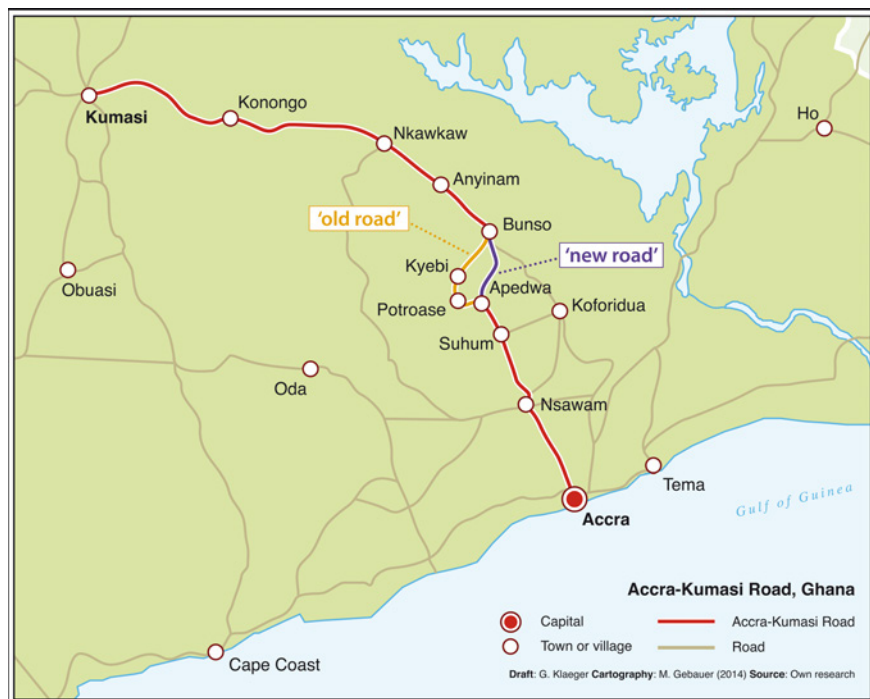 Kumasi
Konongo
Nkawkaw
Ho
Anyinam
'old road'
Bunso
'new road'
Kyebi
Obuasi
Apedwa
Potroase
Koforidua
Suhum
Oda
Nsawam
Tema
Gulf of Guinea
Accra
Accra-Kumasi Road, Ghana
Capital
Accra-Kumasi Road
Town or village
Road
Cape Coast
Draft: G. Klaeger Cartography: M. Gebauer (2014) Source: Own research